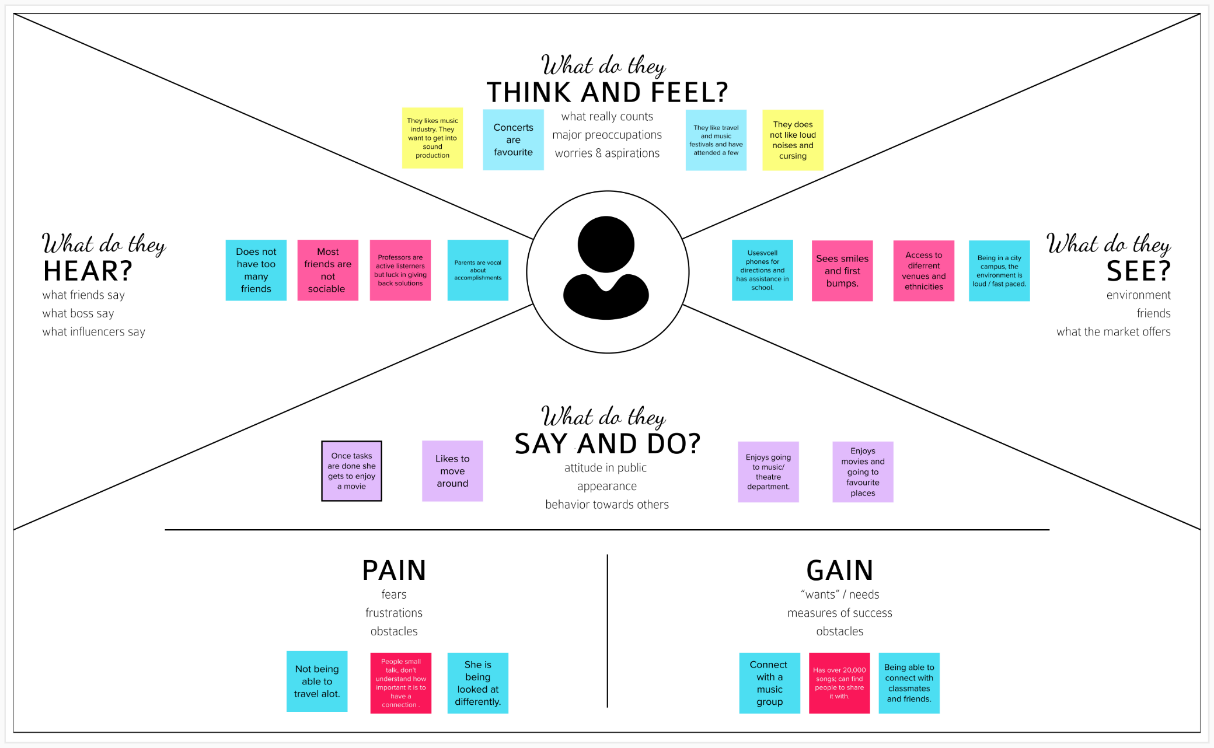 What do they
THINK AND FEEL?
what really counts
major preoccupations
worries & aspirations
They likes music
industry. They
want to get into
sound
production
Concerts
are
favourite
They like travel
and music
festivals and have
attended a few
They does
not like loud
noises and
cursing
What do they
HEAR?
what friends say
what boss say
what influencers say
Does not
have too
many
friends
Most
friends are
not
sociable
Professors are
active listerners
but luck in giving
back solutions
Parents are vocal
about
accomplishments
Usessvcell
phones for
directions and
has assistance in
school.
Sees smiles
and first
bumps.
Access to
diferrent
venues and
ethnicities
Being in a city
campus, the
environment is
loud / fast paced.
What do they
SEE?
environment
friends
what the market offers
What do they
SAY AND DO?
attitude in public
appearance
behavior towards others
Once tasks
are done she
gets to enjoy
a movie
Likes to
move
around
Enjoys going
to music/
theatre
department.
Enjoys
movies and
going to
favourite
places
PAIN
fears
frustrations
obstacles
Not being
able to
travel alot.
People small
talk, don't
understand how
important it is to
have a
connection .
She is
being
looked at
differently.
GAIN
“wants” / needs
measures of success
obstacles
Connect
with a
music
group
Has over 20,000
songs; can find
people to share
it with.
Being able to
connect with
classmates
and friends.